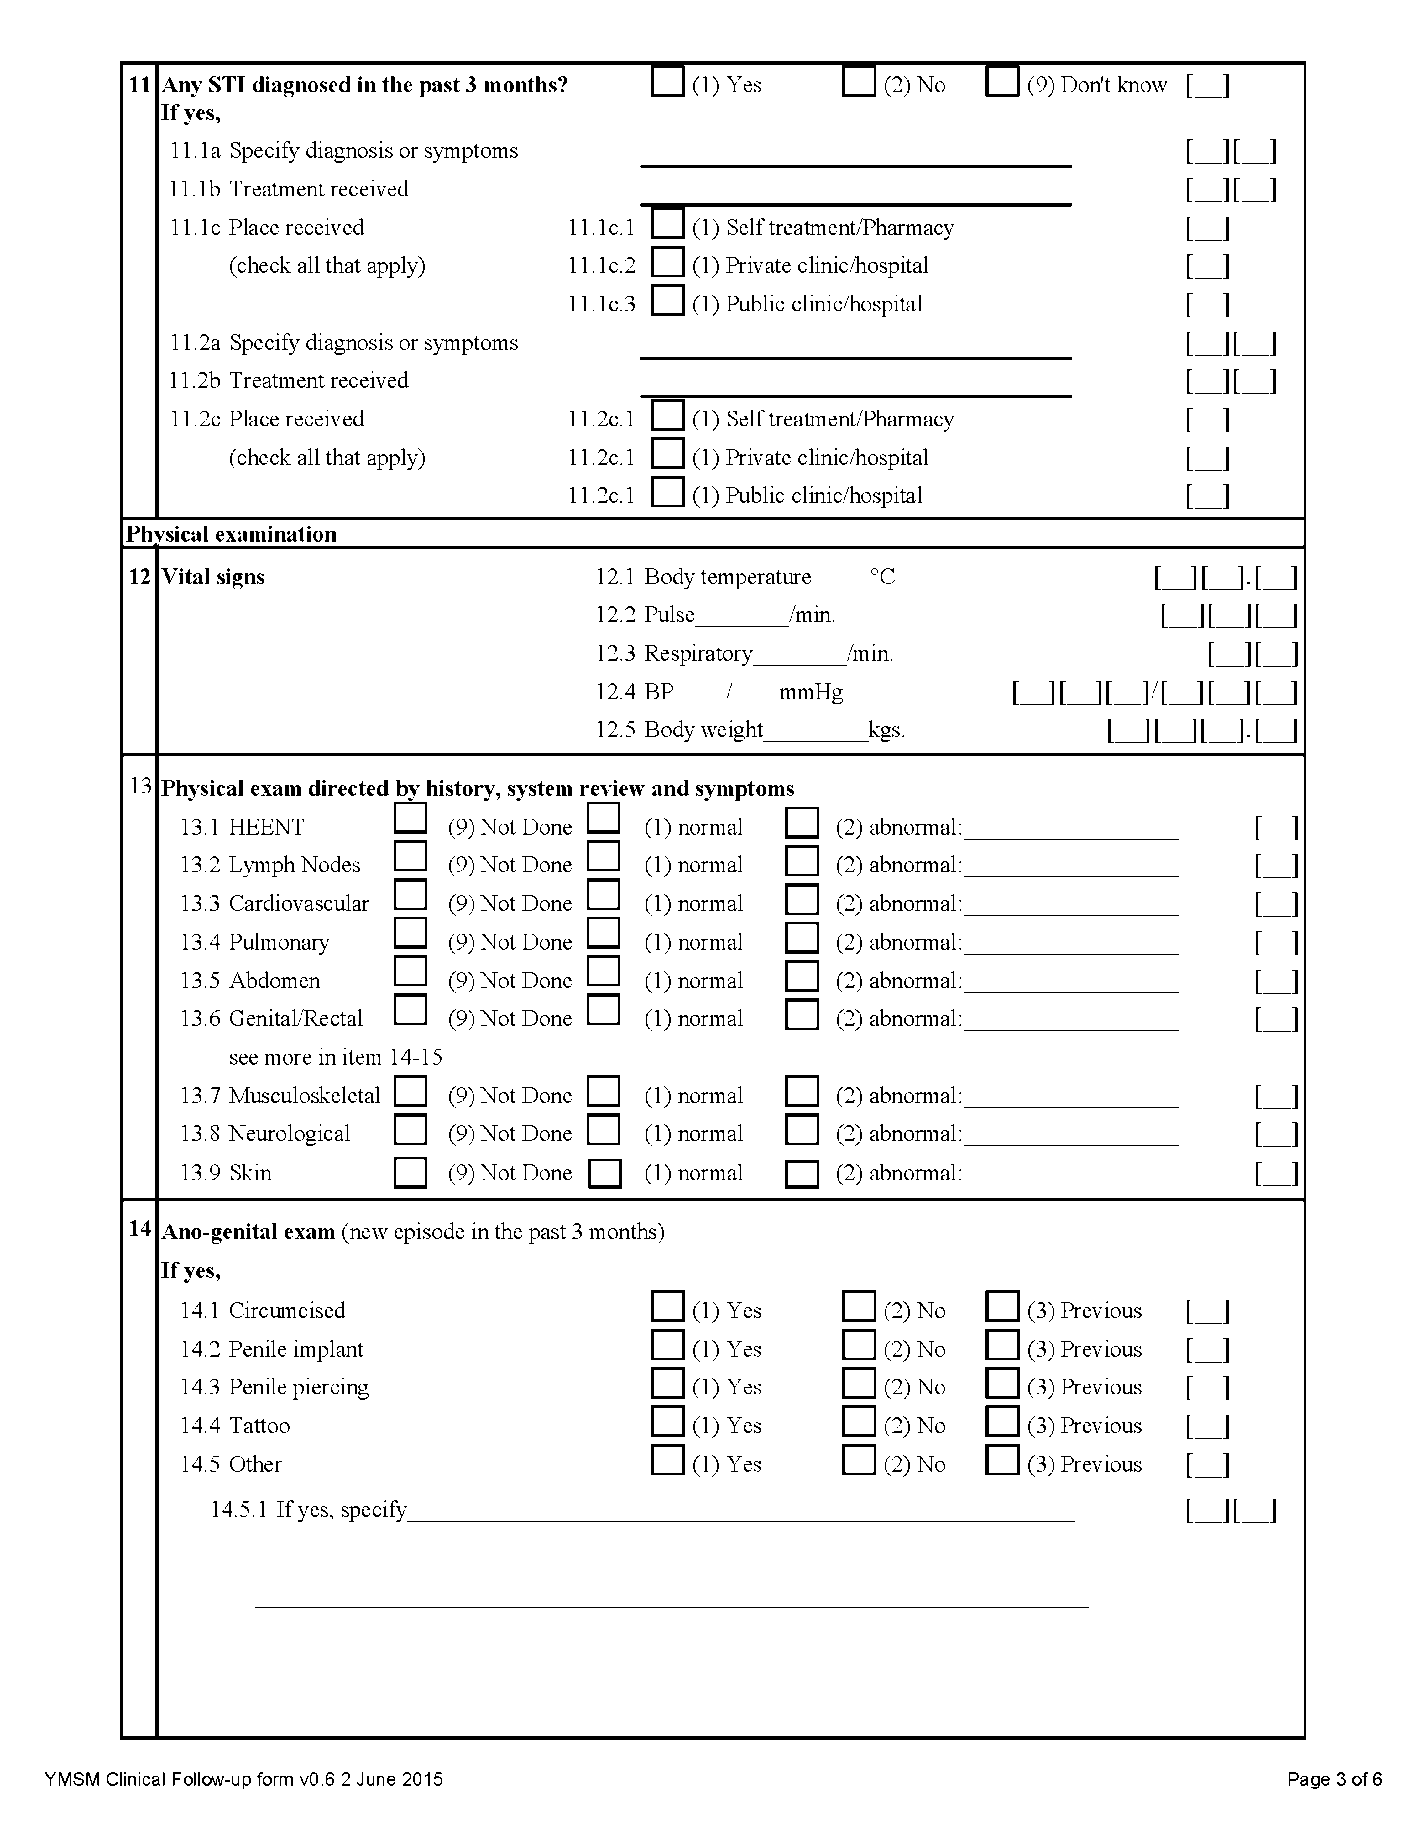 11 Any STI diagnosed in the past 3 months? (1) Yes (2) No (9) Don't know [__]
If yes,
11.1a Specify diagnosis or symptoms [__][__]
11.1b Treatment received [__][__]
11.1c Place received 11.1c.1 (1) Self treatment/Pharmacy [__]
(check all that apply) 11.1c.2 (1) Private clinic/hospital [__]
11.1c.3 (1) Public clinic/hospital [ ]
11.2a Specify diagnosis or symptoms [__][__]
11.2b Treatment received [__][__]
11.2c Place received 11.2c.1 (1) Self treatment/Pharmacy [ ]
(check all that apply) 11.2c.1 (1) Private clinic/hospital [__]
11.2c.1 (1) Public clinic/hospital [__]
Physical examination
12 Vital signs 12.1 Body temperature °C [__][__].[__]
12.2 Pulse________/min. [__][__][__]
12.3 Respiratory________/min. [__][__]
12.4 BP / mmHg [__][__][__]/[__][__][__]
12.5 Body weight_________kgs. [__][__][__].[__]
13 Physical exam directed by history, system review and symptoms
13.1 HEENT (9) Not Done (1) normal (2) abnormal:__________________ [ ]
13.2 Lymph Nodes (9) Not Done (1) normal (2) abnormal:__________________ [__]
13.3 Cardiovascular (9) Not Done (1) normal (2) abnormal:__________________ [__]
13.4 Pulmonary (9) Not Done (1) normal (2) abnormal:__________________ [ ]
13.5 Abdomen (9) Not Done (1) normal (2) abnormal:__________________ [__]
13.6 Genital/Rectal (9) Not Done (1) normal (2) abnormal:__________________ [__]
see more in item 14-15
13.7 Musculoskeletal (9) Not Done (1) normal (2) abnormal:__________________ [__]
13.8 Neurological (9) Not Done (1) normal (2) abnormal:__________________ [__]
13.9 Skin (9) Not Done (1) normal (2) abnormal: [__]
14 Ano-genital exam (new episode in the past 3 months)
If yes,
14.1 Circumcised (1) Yes (2) No (3) Previous [__]
14.2 Penile implant (1) Yes (2) No (3) Previous [__]
14.3 Penile piercing (1) Yes (2) No (3) Previous [ ]
14.4 Tattoo (1) Yes (2) No (3) Previous [__]
14.5 Other (1) Yes (2) No (3) Previous [__]
14.5.1 If yes, specify________________________________________________________ [__][__]
YMSM Clinical Follow-up form v0.6 2 June 2015 Page 3 of 6